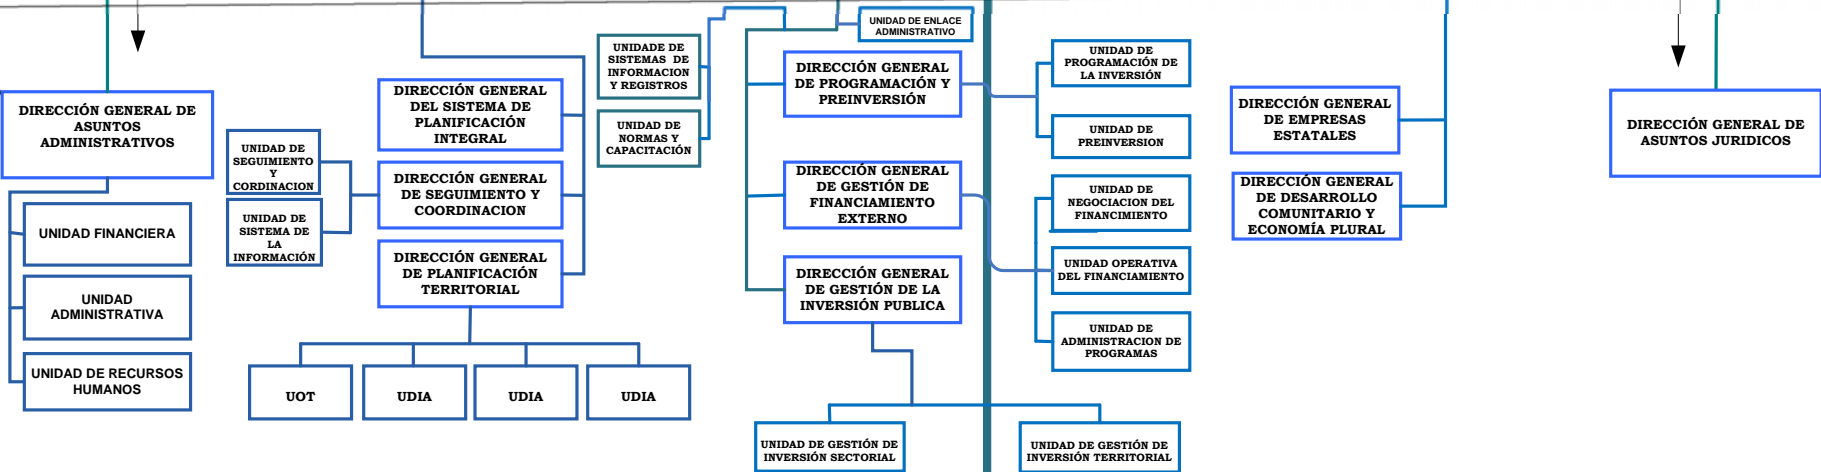 DIRECCIÓN GENERAL DE
ASUNTOS
ADMINISTRATIVOS
UNIDAD FINANCIERA
UNIDAD
ADMINISTRATIVA
UNIDAD DE RECURSOS
HUMANOS
UNIDAD DE
SEGUIMIENTO
Y
CORDINACION
UNIDAD DE
SISTEMA DE
LA
INFORMACIÓN
DIRECCIÓN GENERAL
DEL SISTEMA DE
PLANIFICACIÓN
INTEGRAL
DIRECCIÓN GENERAL
DE SEGUIMIENTO Y
COORDINACION
DIRECCIÓN GENERAL
DE PLANIFICACIÓN
TERRITORIAL
UOT
UDIA
UDIA
UDIA
UNIDADE DE
SISTEMAS DE
INFORMACION
Y REGISTROS
UNIDAD DE
NORMAS Y
CAPACITACIÓN
UNIDAD DE ENLACE
ADMINISTRATIVO
DIRECCIÓN GENERAL
DE PROGRAMACIÓN Y
PREINVERSIÓN
DIRECCIÓN GENERAL
DE GESTIÓN DE
FINANCIAMIENTO
EXTERNO
DIRECCIÓN GENERAL
DE GESTIÓN DE LA
INVERSIÓN PUBLICA
UNIDAD DE
PROGRAMACIÓN DE
LA INVERSIÓN
UNIDAD DE
PREINVERSION
UNIDAD DE
NEGOCIACION DEL
FINANCIMIENTO
UNIDAD OPERATIVA
DEL FINANCIAMIENTO
UNIDAD DE
ADMINISTRACION DE
PROGRAMAS
UNIDAD DE GESTIÓN DE
INVERSIÓN SECTORIAL
UNIDAD DE GESTIÓN DE
INVERSIÓN TERRITORIAL
DIRECCIÓN GENERAL
DE EMPRESAS
ESTATALES
DIRECCIÓN GENERAL
DE DESARROLLO
COMUNITARIO Y
ECONOMÍA PLURAL
DIRECCIÓN GENERAL DE
ASUNTOS JURIDICOS